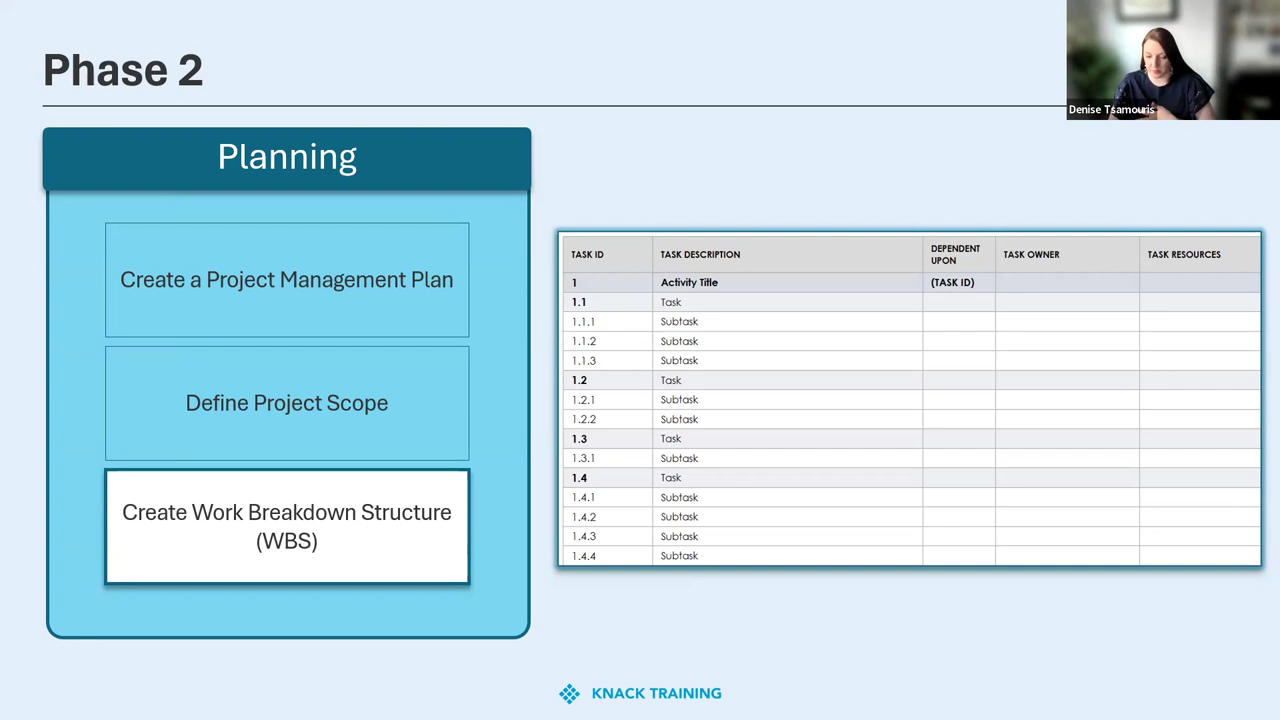 Phase 2
Denise Tsamouris
Planning
Create a Project Management Plan
Define Project Scope
Create Work Breakdown Structure
(WBS)
TASK ID TASK DESCRIPTION DEPENDENT UPON TASK OWNER TASK RESOURCES
1 Activity Title (TASK ID)
1.1 Task
1.1.1 Subtask
1.1.2 Subtask
1.1.3 Subtask
1.2 Task
1.2.1 Subtask
1.2.2 Subtask
1.3 Task
1.3.1 Subtask
1.4 Task
1.4.1 Subtask
1.4.2 Subtask
1.4.3 Subtask
1.4.4 Subtask
KNACK TRAINING